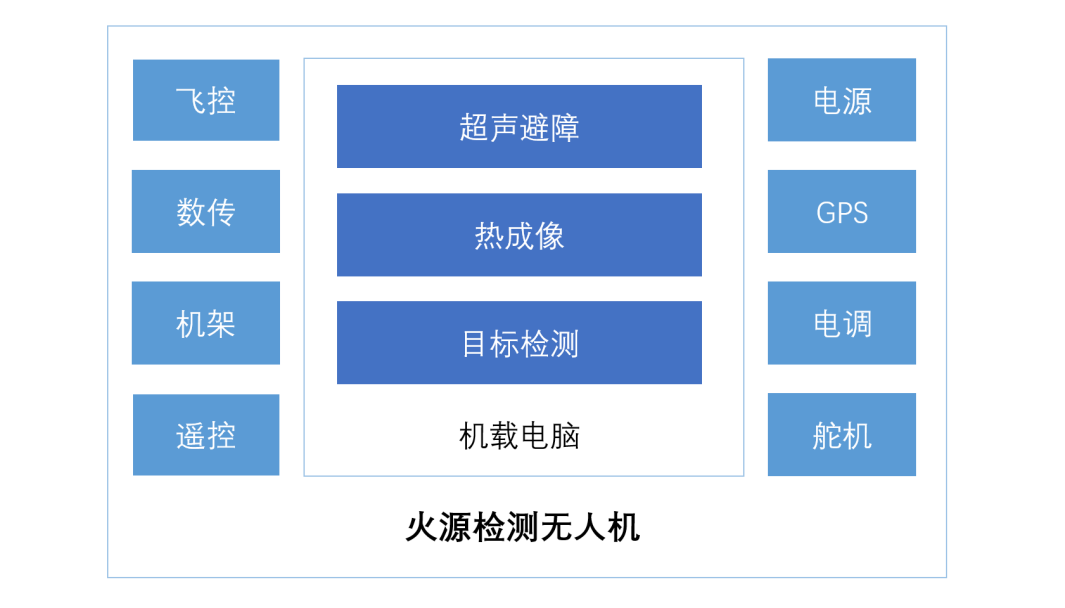 飞控
数传
机架
遥控
超声避障
热成像
目标检测
机载电脑
电源
GPS
电调
舵机
火源检测无人机